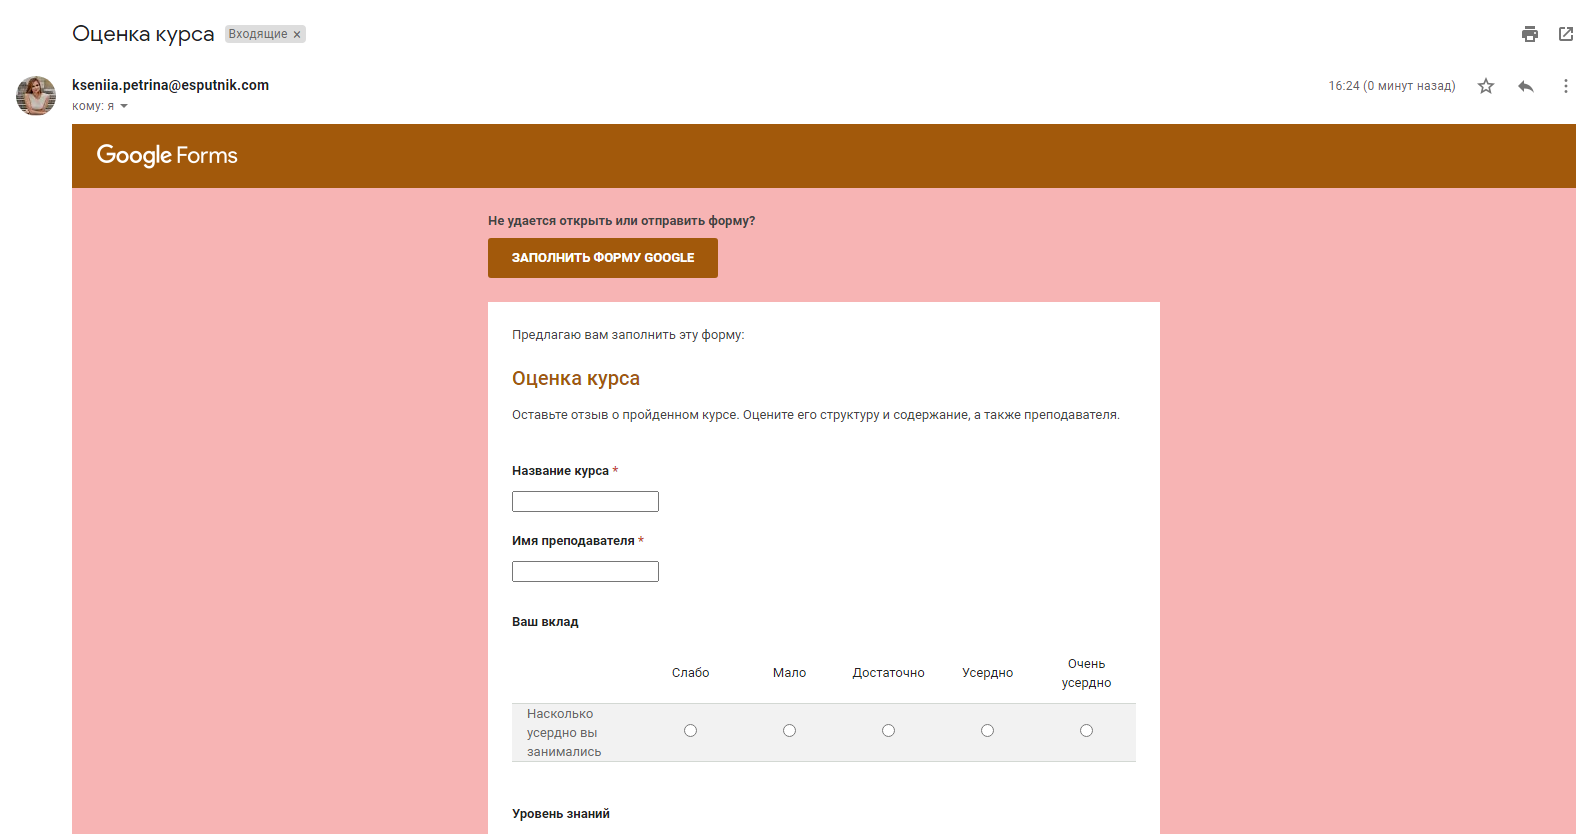 Оценка курса
Входящие ×
kseniia.petrina@esputnik.com
16:24 (0 минут назад)
кому: я
Google Forms
Не удается открыть или отправить форму?
ЗАПОЛНИТЬ ФОРМУ GOOGLE
Предлагаю вам заполнить эту форму:
Оценка курса
Оставьте отзыв о пройденном курсе. Оцените его структуру и содержание, а также преподавателя.
Название курса *
Имя преподавателя *
Ваш вклад
Слабо Мало Достаточно Усердно Очень
усердно
Насколько
усердно вы
занимались
Уровень знаний